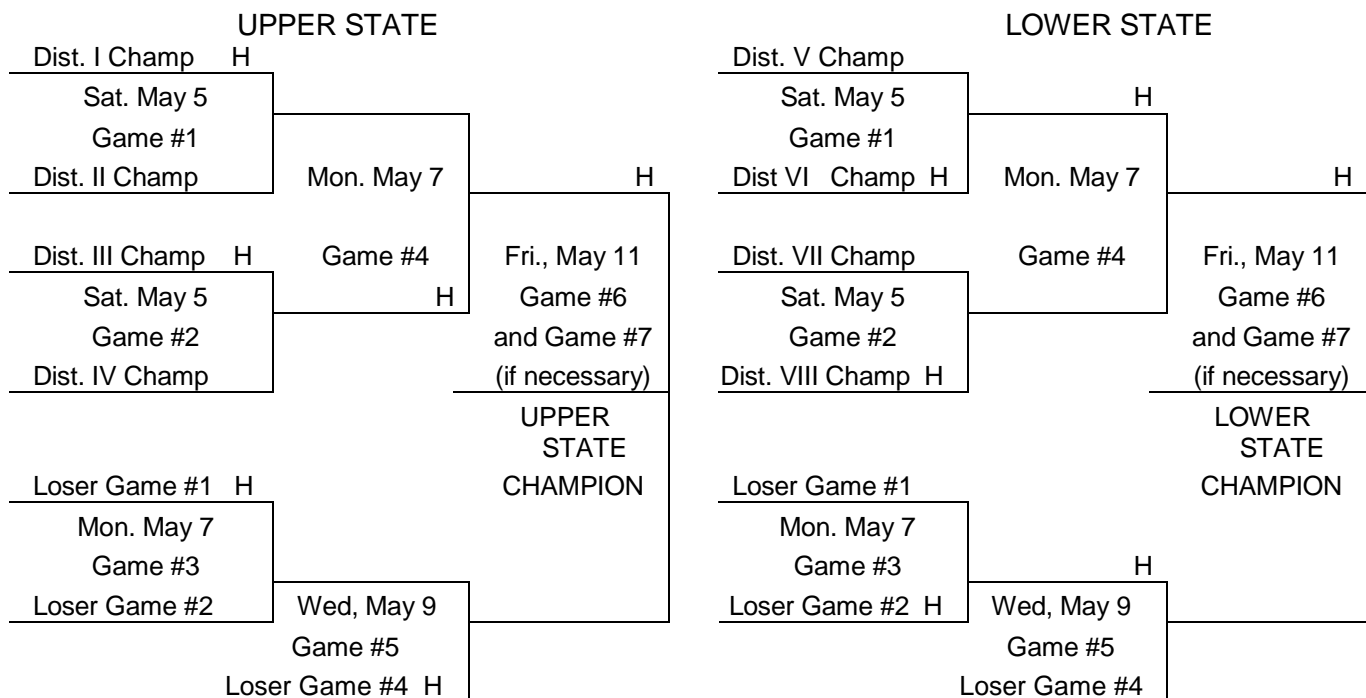 UPPER STATE
Dist. I Champ H
Sat. May 5
Game #1
Dist. II Champ
Mon. May 7
H
Dist. III Champ H
Game #4
Fri., May 11
Sat. May 5
H
Game #6
Game #2
and Game #7
Dist. IV Champ
(if necessary)
UPPER
STATE
CHAMPION
Loser Game #1 H
Mon. May 7
Game #3
Loser Game #2
Wed, May 9
Game #5
Loser Game #4 H
LOWER STATE
Dist. V Champ
Sat. May 5
H
Game #1
Dist VI Champ H
Mon. May 7
H
Dist. VII Champ
Game #4
Fri., May 11
Sat. May 5
Game #6
Game #2
and Game #7
Dist. VIII Champ H
(if necessary)
LOWER
STATE
CHAMPION
Loser Game #1
Mon. May 7
Game #3
H
Loser Game #2 H
Wed, May 9
Game #5
Loser Game #4